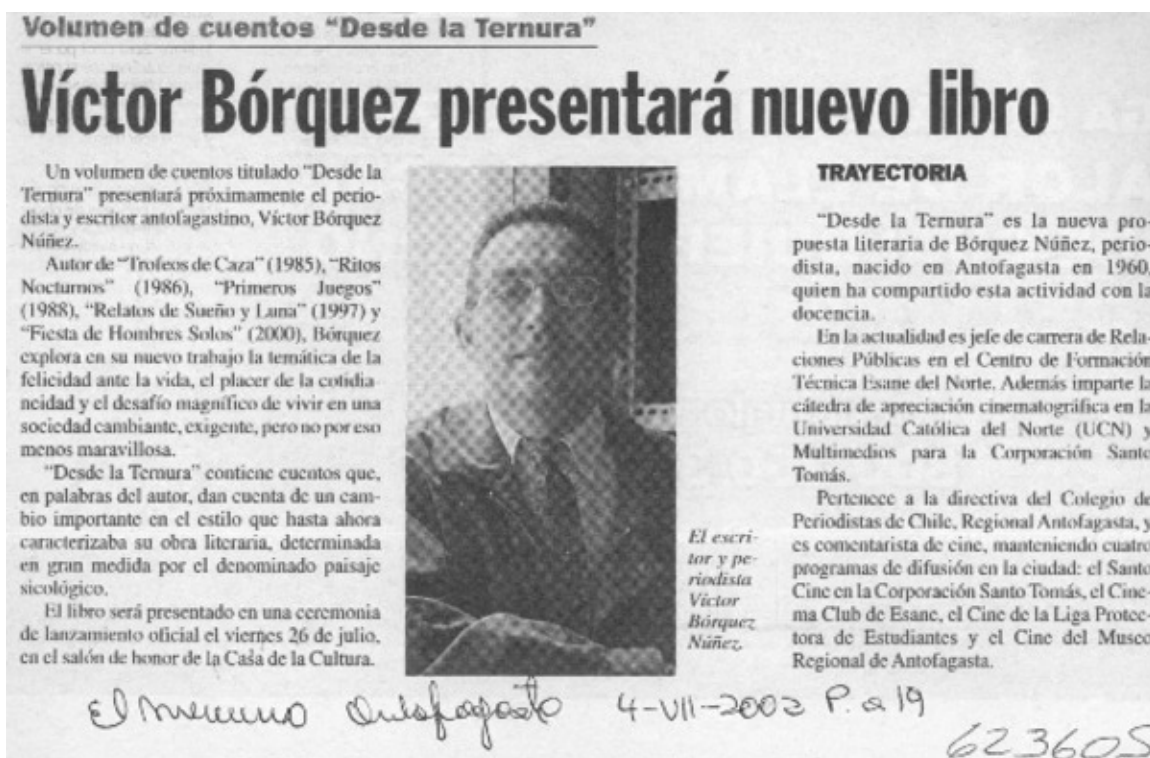 Volumen de cuentos “Desde la Ternura”
Víctor Bórquez presentará nuevo libro
Un volumen de cuentos titulado “Desde la
Ternura” presentará próximamente el perio-
dista y escritor antofagastino, Víctor Bórquez
Núñez.
Autor de “Trofeos de Caza” (1985), “Ritos
Nocturnos” (1986), “Primeros Juegos”
(1988), “Relatos de Sueño y Luna” (1997) y
“Fiesta de Hombres Solos” (2000), Bórquez
explora en su nuevo trabajo la temática de la
felicidad ante la vida, el placer de la cotidia-
neidad y el desafío magnífico de vivir en una
sociedad cambiante, exigente, pero no por eso
menos maravillosa.
“Desde la Ternura” contiene cuentos que,
en palabras del autor, dan cuenta de un cam-
bio importante en el estilo que hasta ahora
caracterizaba su obra literaria, determinada
en gran medida por el denominado paisaje
sicológico.
El libro será presentado en una ceremonia
de lanzamiento oficial el viernes 26 de julio,
en el salón de honor de la Casa de la Cultura.
El escri-
tor y pe-
riodista
Víctor
Bórquez
Núñez.
TRAYECTORIA
“Desde la Ternura” es la nueva pro-
puesta literaria de Bórquez Núñez, perio-
dista, nacido en Antofagasta en 1960,
quien ha compartido esta actividad con la
docencia.
En la actualidad es jefe de carrera de Rela-
ciones Públicas en el Centro de Formación
Técnica Esane del Norte. Además imparte la
cátedra de apreciación cinematográfica en la
Universidad Católica del Norte (UCN) y
Multimedios para la Corporación Santo
Tomás.
Pertenece a la directiva del Colegio de
Periodistas de Chile, Regional Antofagasta, y
es comentarista de cine, manteniendo cuatro
programas de difusión en la ciudad: el Santo
Cine en la Corporación Santo Tomás, el Cine-
ma Club de Esane, el Cine de la Liga Protec-
tora de Estudiantes y el Cine del Museo
Regional de Antofagasta.
El Mercurio Antofagasta 4-VII-2002 P. a 19
623605